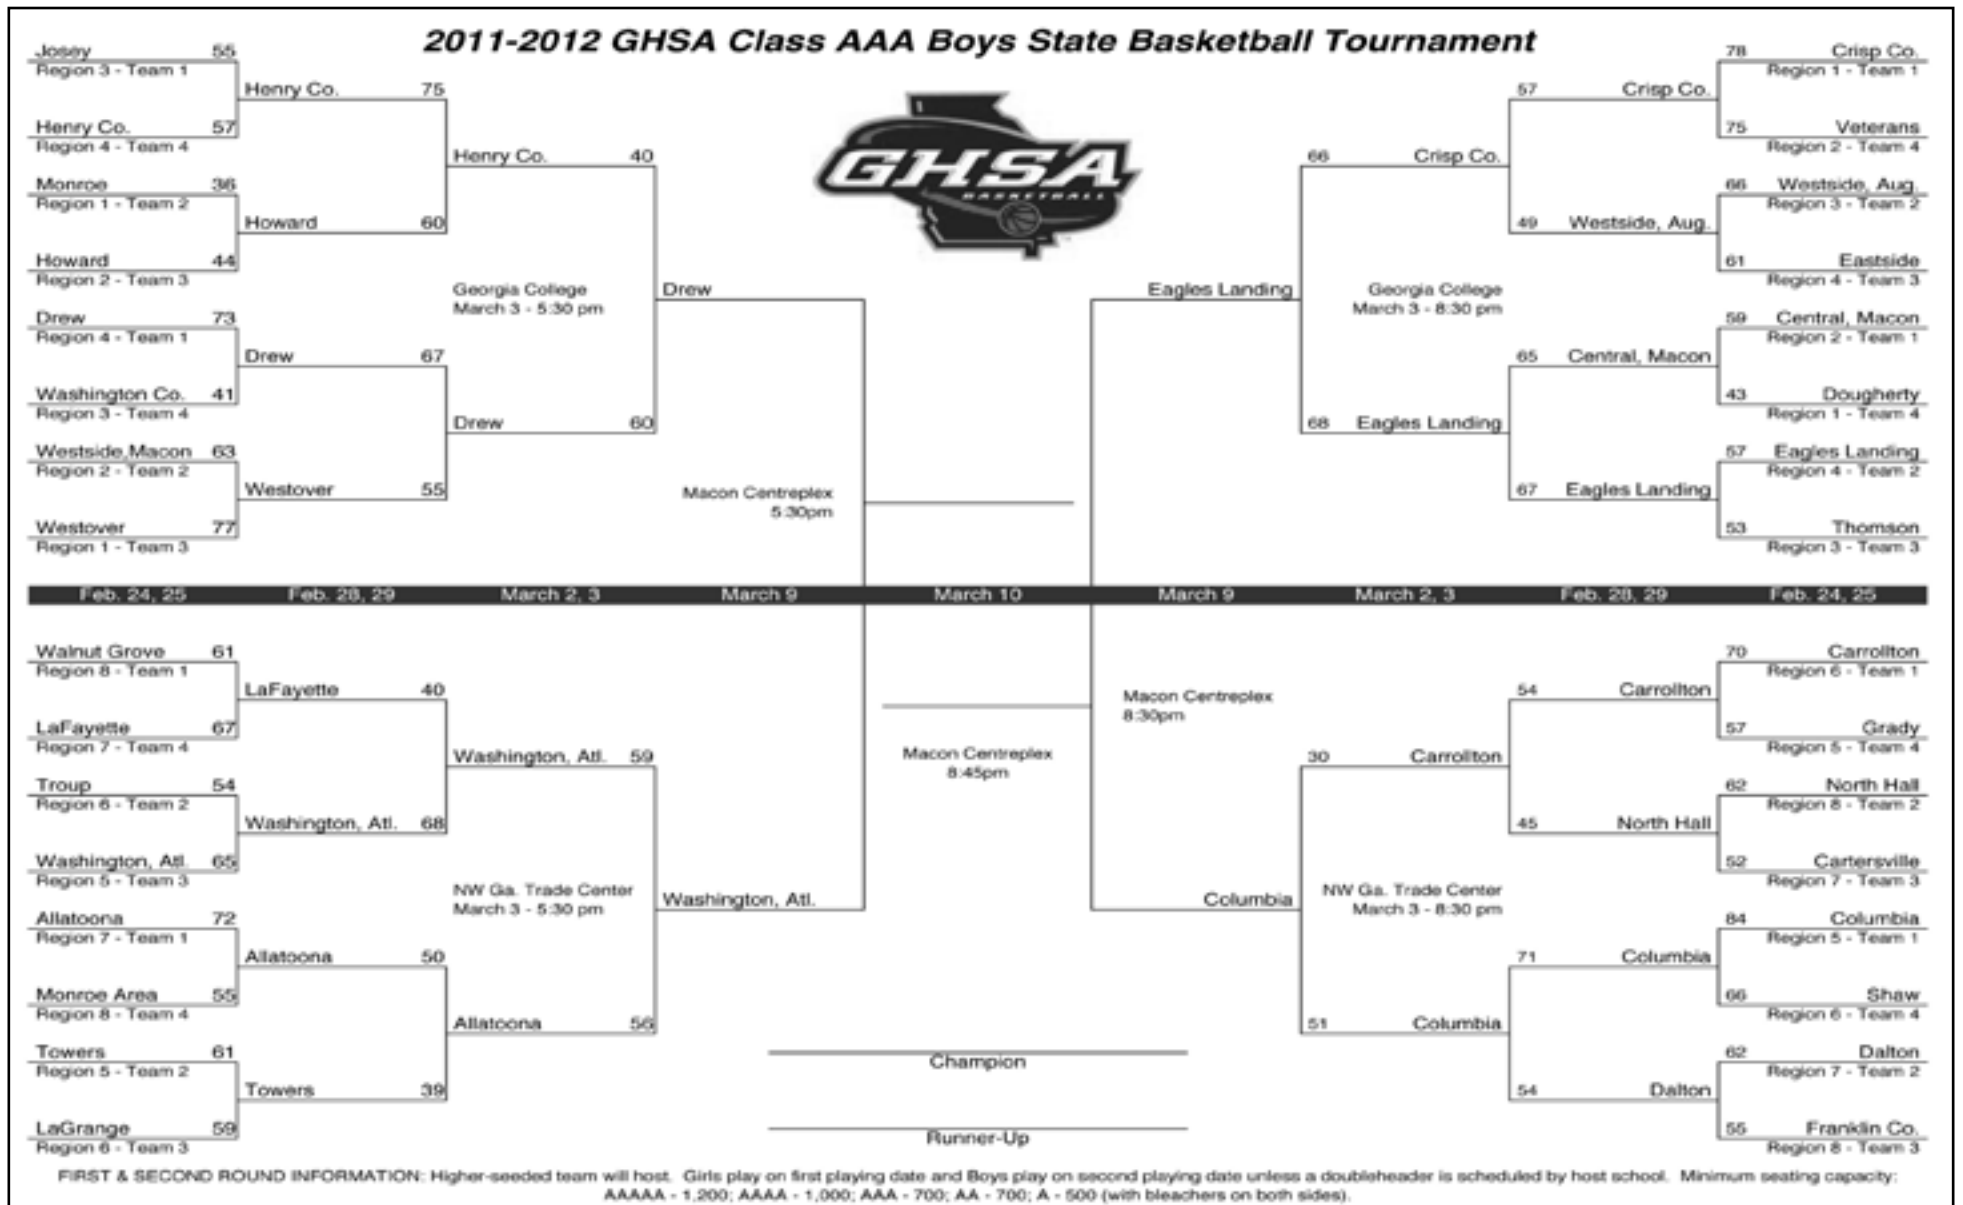 2011-2012 GHSA Class AAA Boys State Basketball Tournament
Josey 55
Region 3 - Team 1
Henry Co. 57
Region 4 - Team 4
Monroe 36
Region 1 - Team 2
Howard 44
Region 2 - Team 3
Drew 73
Region 4 - Team 1
Washington Co. 41
Region 3 - Team 4
Westside,Macon 63
Region 2 - Team 2
Westover 77
Region 1 - Team 3
Henry Co. 75
Howard 60
Drew 67
Westover 55
Henry Co. 40
Georgia College
March 3 - 5:30 pm
Drew 60
Drew
Macon Centreplex
5:30pm
GHSA
BASKETBALL
Eagles Landing
66 Crisp Co.
Georgia College
March 3 - 8:30 pm
68 Eagles Landing
57 Crisp Co.
49 Westside, Aug.
65 Central, Macon
67 Eagles Landing
78 Crisp Co.
Region 1 - Team 1
75 Veterans
Region 2 - Team 4
66 Westside, Aug.
Region 3 - Team 2
61 Eastside
Region 4 - Team 3
59 Central, Macon
Region 2 - Team 1
43 Dougherty
Region 1 - Team 4
57 Eagles Landing
Region 4 - Team 2
53 Thomson
Region 3 - Team 3
Feb. 24, 25 Feb. 28, 29 March 2, 3 March 9 March 10 March 9 March 2, 3 Feb. 28, 29 Feb. 24, 25
Walnut Grove 61
Region 8 - Team 1
LaFayette 67
Region 7 - Team 4
Troup 54
Region 6 - Team 2
Washington, Atl. 65
Region 5 - Team 3
Allatoona 72
Region 7 - Team 1
Monroe Area 55
Region 8 - Team 4
Towers 61
Region 5 - Team 2
LaGrange 59
Region 6 - Team 3
LaFayette 40
Washington, Atl. 68
Allatoona 50
Towers 39
Washington, Atl. 59
NW Ga. Trade Center
March 3 - 5:30 pm
Allatoona 56
Washington, Atl.
Macon Centreplex
8:45pm
Macon Centreplex
8:30pm
Columbia
30 Carrollton
NW Ga. Trade Center
March 3 - 8:30 pm
51 Columbia
54 Carrollton
45 North Hall
71 Columbia
54 Dalton
70 Carrollton
Region 6 - Team 1
57 Grady
Region 5 - Team 4
62 North Hall
Region 8 - Team 2
52 Cartersville
Region 7 - Team 3
84 Columbia
Region 5 - Team 1
66 Shaw
Region 6 - Team 4
62 Dalton
Region 7 - Team 2
55 Franklin Co.
Region 8 - Team 3
Champion
Runner-Up
FIRST & SECOND ROUND INFORMATION: Higher-seeded team will host. Girls play on first playing date and Boys play on second playing date unless a doubleheader is scheduled by host school. Minimum seating capacity:
AAAAA - 1,200; AAAA - 1,000; AAA - 700; AA - 700; A - 500 (with bleachers on both sides).